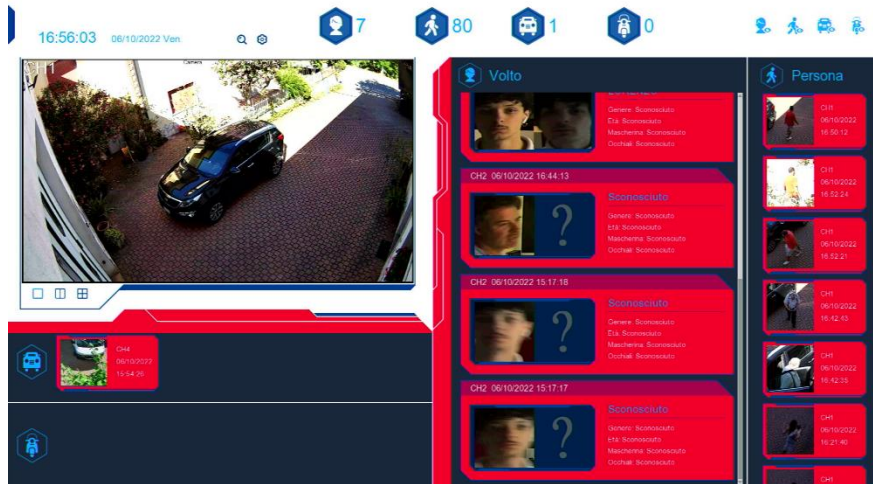 16:56:03 06/10/2022 Ven
7
80
1
0
Camera
Volto
Genere: Sconosciuto
Età: Sconosciuto
Mascherina: Sconosciuto
Occhiali: Sconosciuto
CH2 06/10/2022 16:44:13
Sconosciuto
Genere: Sconosciuto
Età: Sconosciuto
Mascherina: Sconosciuto
Occhiali: Sconosciuto
CH2 06/10/2022 15:17:18
Sconosciuto
Genere: Sconosciuto
Età: Sconosciuto
Mascherina: Sconosciuto
Occhiali: Sconosciuto
CH2 06/10/2022 15:17:17
Sconosciuto
Genere: Sconosciuto
Età: Sconosciuto
Mascherina: Sconosciuto
Occhiali: Sconosciuto
Persona
CH1
06/10/2022
16:50:12
CH1
06/10/2022
16:52:24
CH1
06/10/2022
16:52:21
CH1
06/10/2022
16:42:43
CH1
06/10/2022
16:42:38
CH1
06/10/2022
16:21:40
CH1
CH4
06/10/2022
15:54:26